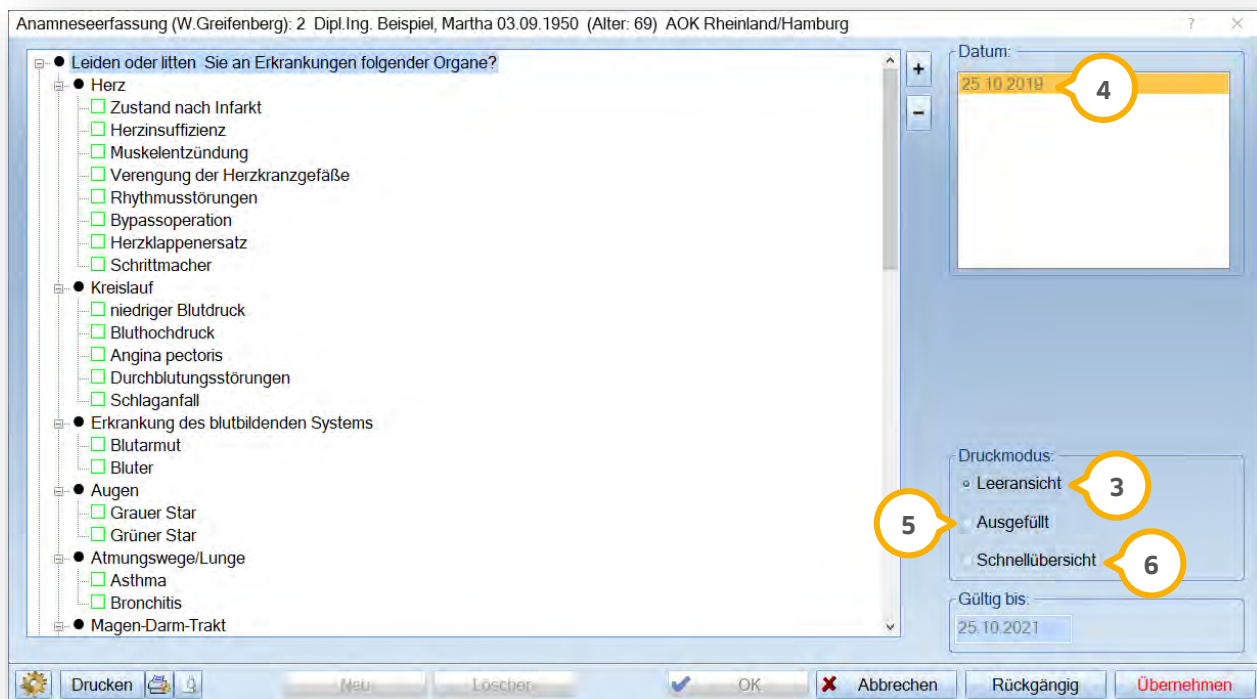 Anamneseerfassung (W.Greifenberg): 2 Dipl.Ing. Beispiel, Martha 03.09.1950 (Alter: 69) AOK Rheinland/Hamburg
?
Leiden oder litten Sie an Erkrankungen folgender Organe?
Herz
Zustand nach Infarkt
Herzinsuffizienz
Muskelentzündung
Verengung der Herzkranzgefäße
Rhythmusstörungen
Bypassoperation
Herzklappenersatz
Schrittmacher
Kreislauf
niedriger Blutdruck
Bluthochdruck
Angina pectoris
Durchblutungsstörungen
Schlaganfall
Erkrankung des blutbildenden Systems
Blutarmut
Bluter
Augen
Grauer Star
Grüner Star
Atmungswege/Lunge
Asthma
Bronchitis
Magen-Darm-Trakt
+
-
Datum:
25.10.2019
4
Druckmodus:
Leeransicht
3
5
Ausgefüllt
Schnellübersicht
6
Gültig bis:
25.10.2021
Drucken
Neu
Löschen
OK
Abbrechen
Rückgängig
Übernehmen